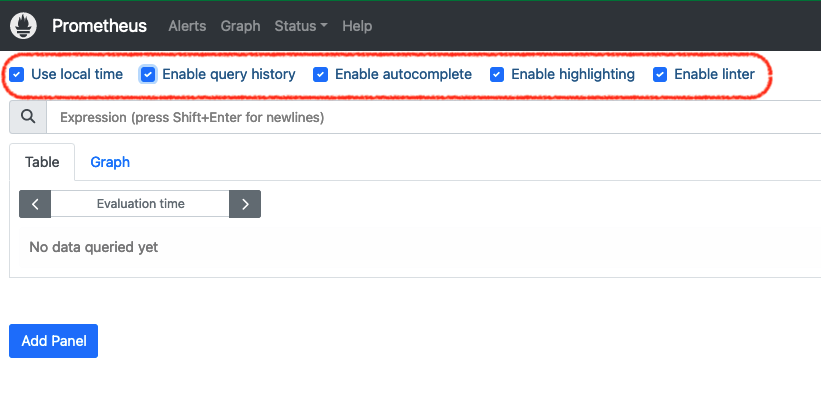 Prometheus Alerts Graph Status Help
Use local time Enable query history Enable autocomplete Enable highlighting Enable linter
Expression (press Shift+Enter for newlines)
Table Graph
Evaluation time
No data queried yet
Add Panel